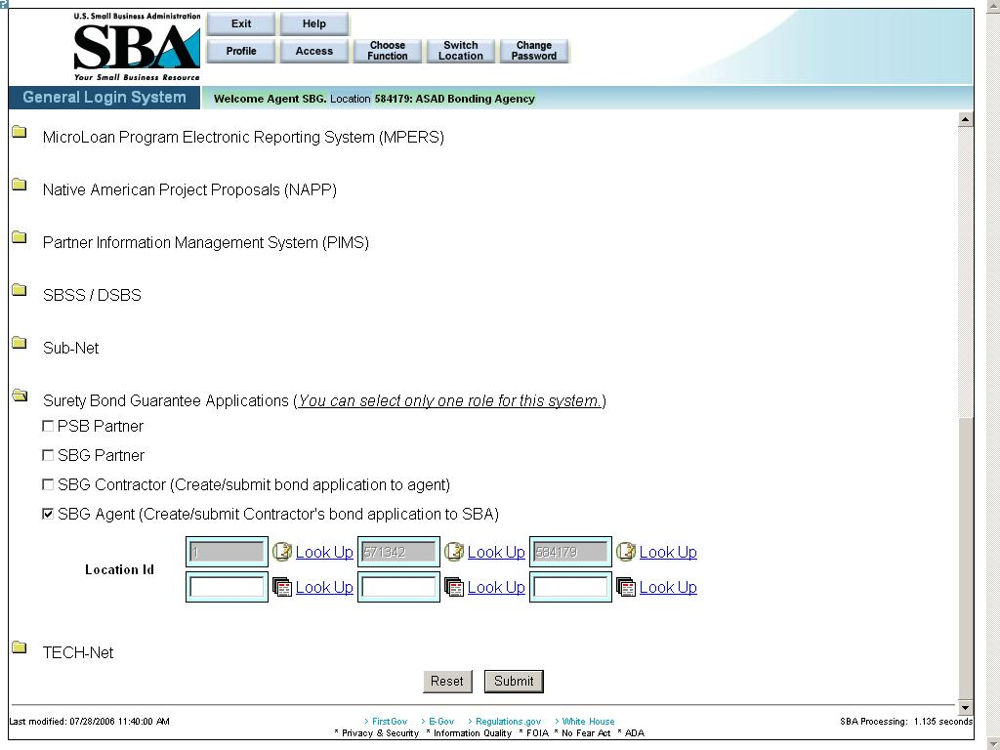 U.S. Small Business Administration
SBA
Your Small Business Resource
Exit Help
Profile Access Choose Function Switch Location Change Password
General Login System Welcome Agent SBG. Location 584179: ASAD Bonding Agency
MicroLoan Program Electronic Reporting System (MPERS)
Native American Project Proposals (NAPP)
Partner Information Management System (PIMS)
SBSS / DSBS
Sub-Net
Surety Bond Guarantee Applications (You can select only one role for this system.)
PSB Partner
SBG Partner
SBG Contractor (Create/submit bond application to agent)
SBG Agent (Create/submit Contractor's bond application to SBA)
1 Look Up 571342 Look Up 584179 Look Up
Location Id
Look Up Look Up Look Up
TECH-Net
Reset Submit
Last modified: 07/28/2006 11:40:00 AM > FirstGov > E-Gov > Regulations.gov > White House SBA Processing: 1.135 seconds
* Privacy & Security * Information Quality * FOIA * No Fear Act * ADA